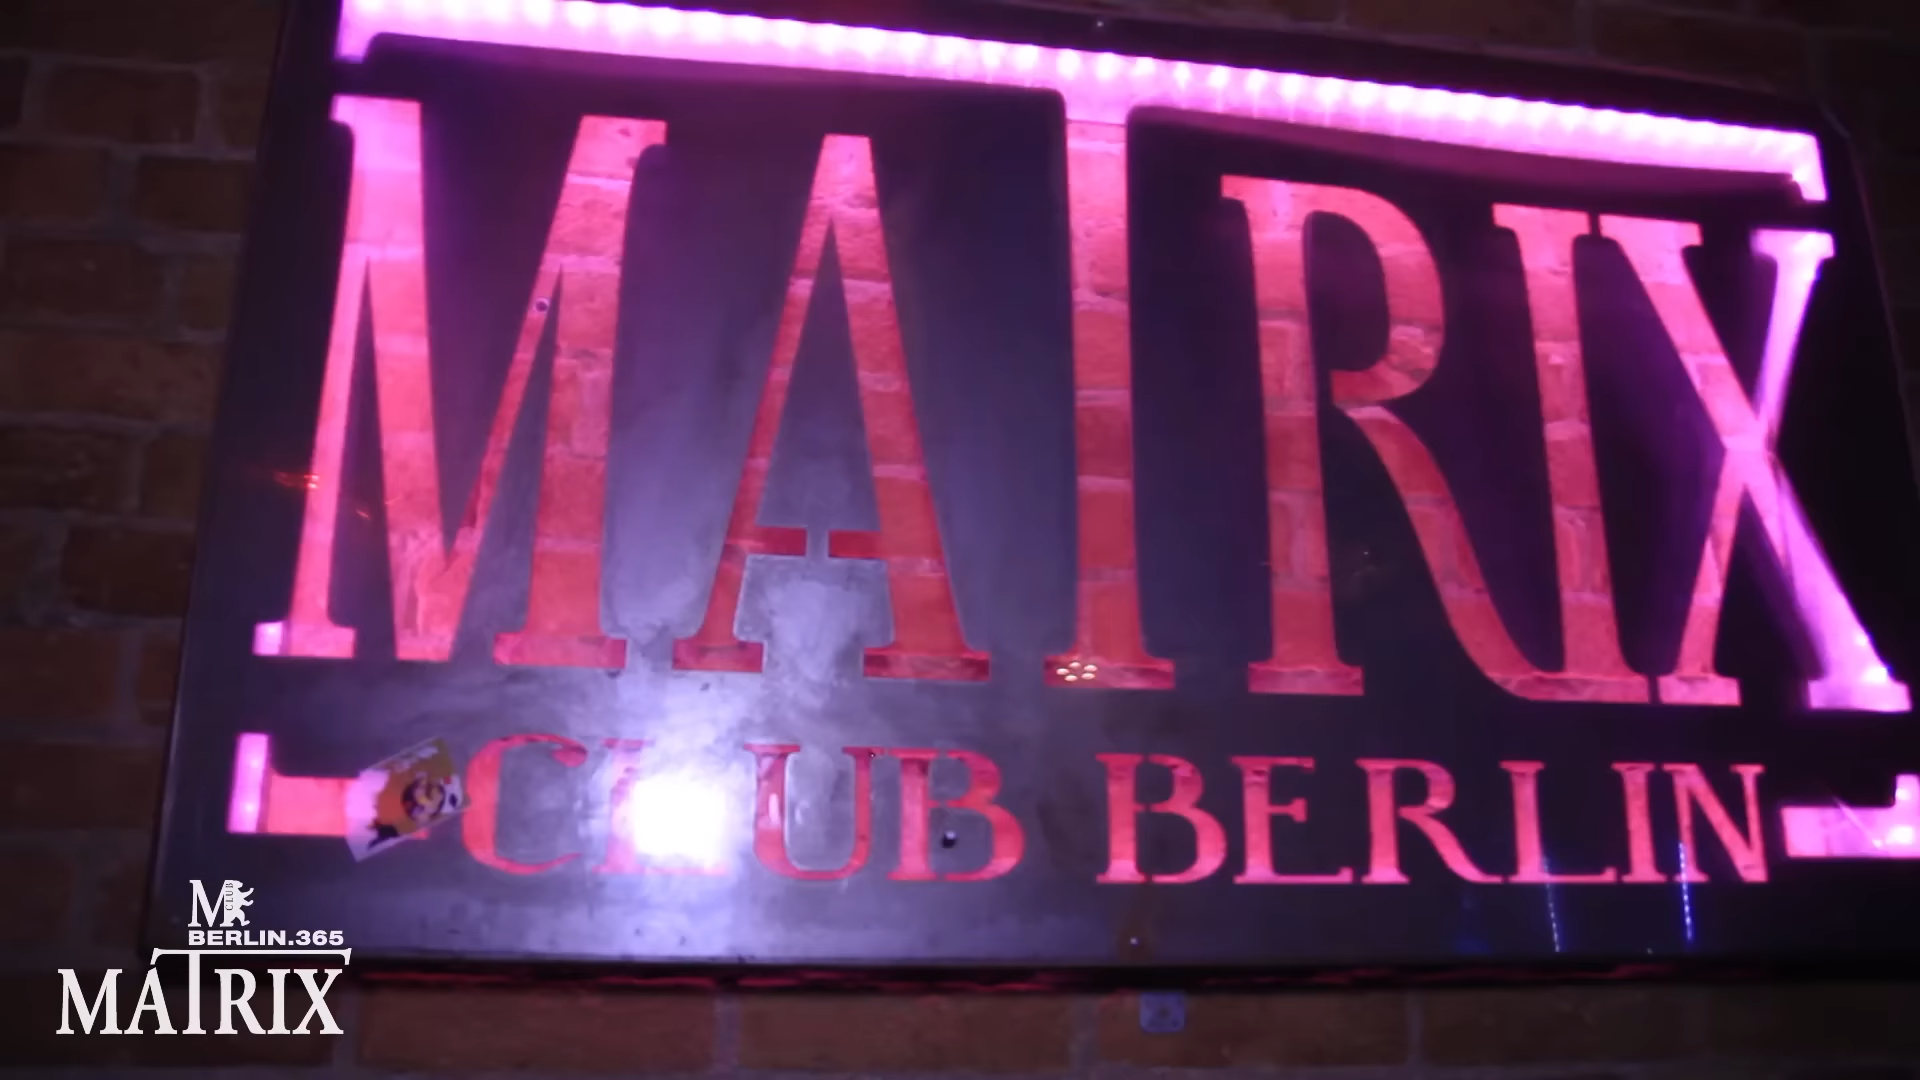 MATRIX
CLUB BERLIN
M CLUB
BERLIN.365
MATRIX